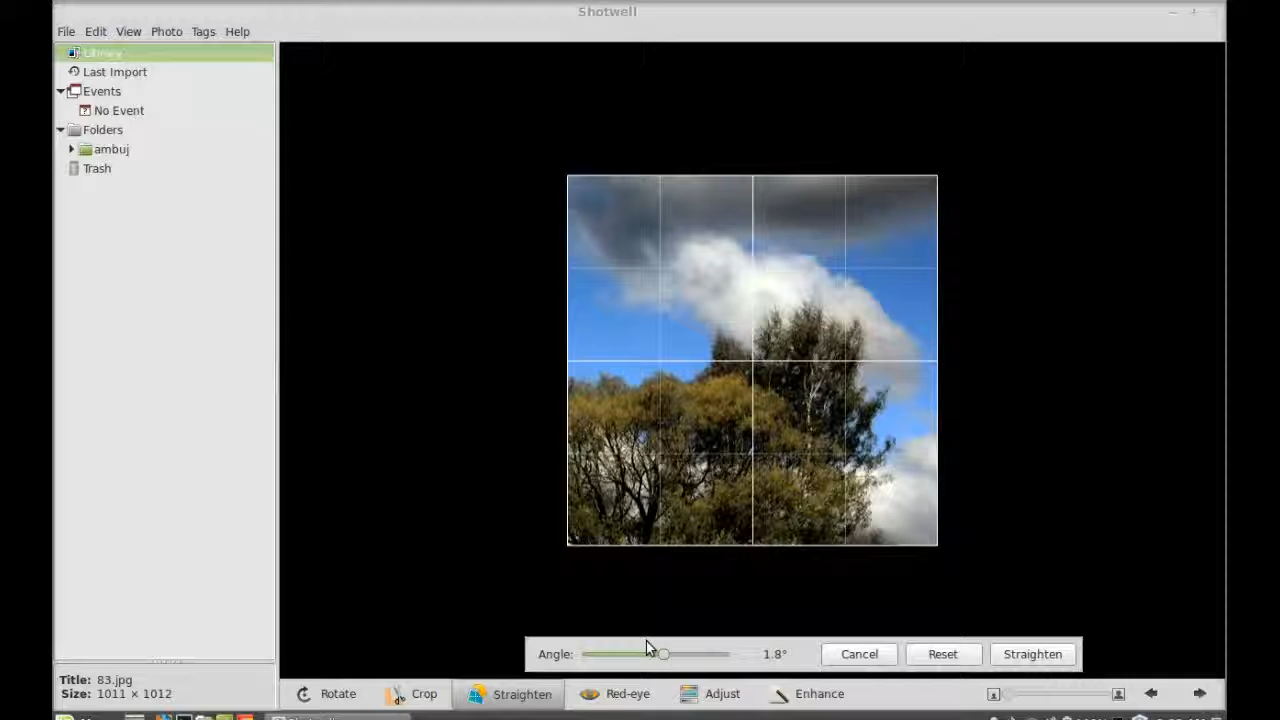 Shotwell
File Edit View Photo Tags Help
Library
Last Import
Events
No Event
Folders
ambuj
Trash
Angle: 1.8° Cancel Reset Straighten
Title: 83.jpg
Size: 1011 × 1012
Rotate Crop Straighten Red-eye Adjust Enhance